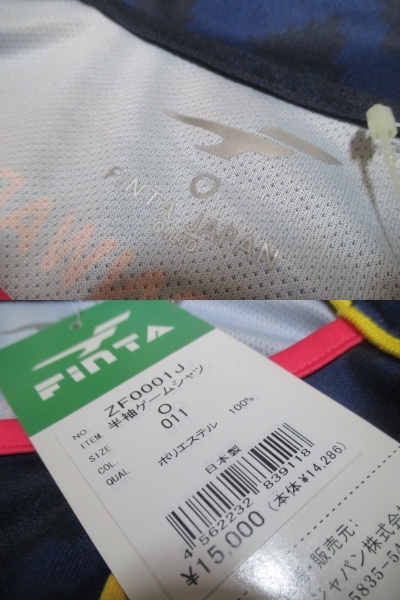 O
FINTA JAPAN
FINTA
NO. ZF0001J
ITEM 半袖ゲームシャツ
SIZE O
COL. 011
QUAL ポリエステル 100%
日本製
4 562232 839118
¥15,000 (本体¥14,286)
・販売元:
ジャパン株式
5835-54